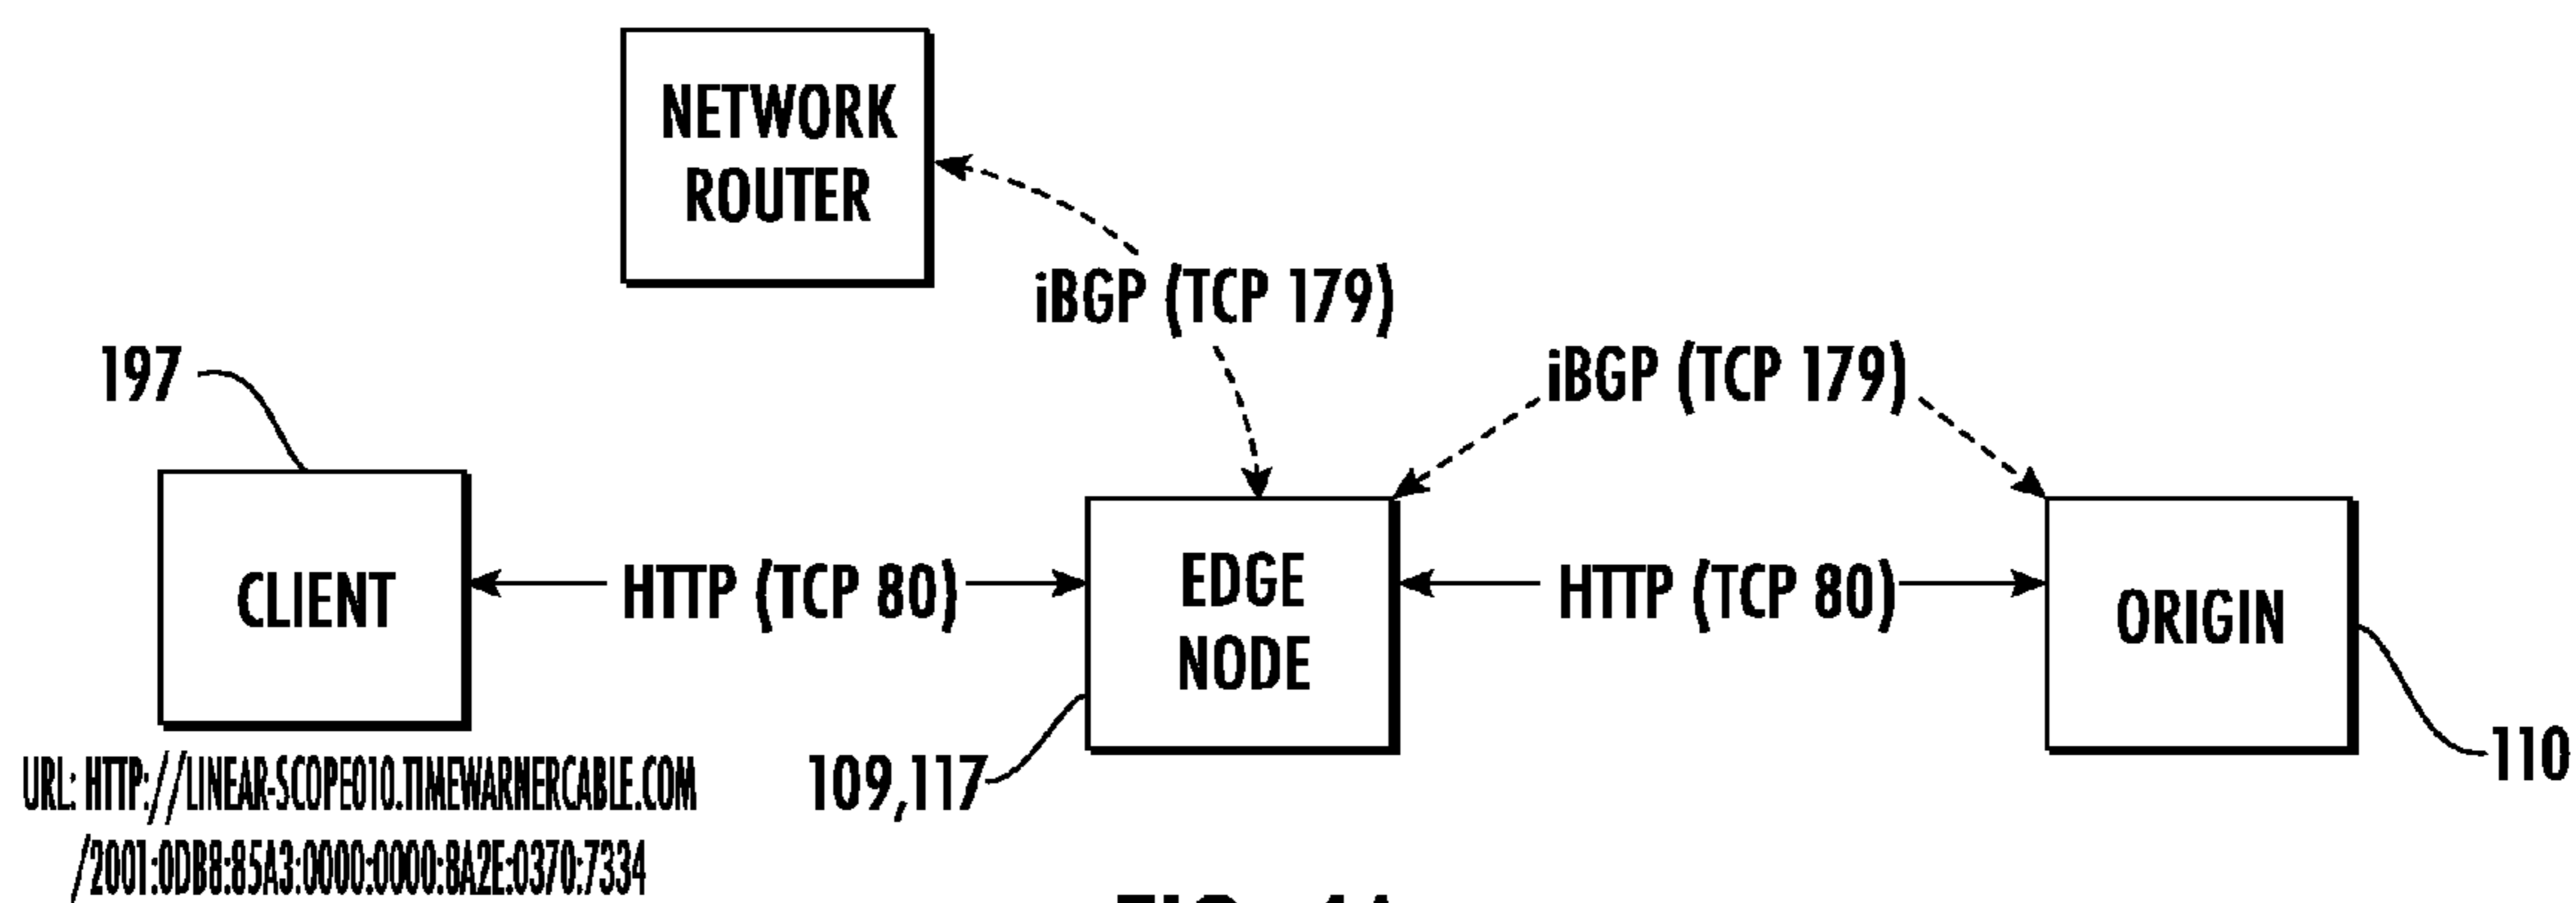 NETWORK
ROUTER
iBGP (TCP 179)
iBGP (TCP 179)
197
CLIENT
HTTP (TCP 80)
EDGE
NODE
HTTP (TCP 80)
ORIGIN
109,117
110
URL: HTTP://LINEAR-SCOPE010.TIMEWARNERCABLE.COM
/2001:0DB8:85A3:0000:0000:8A2E:0370:7334